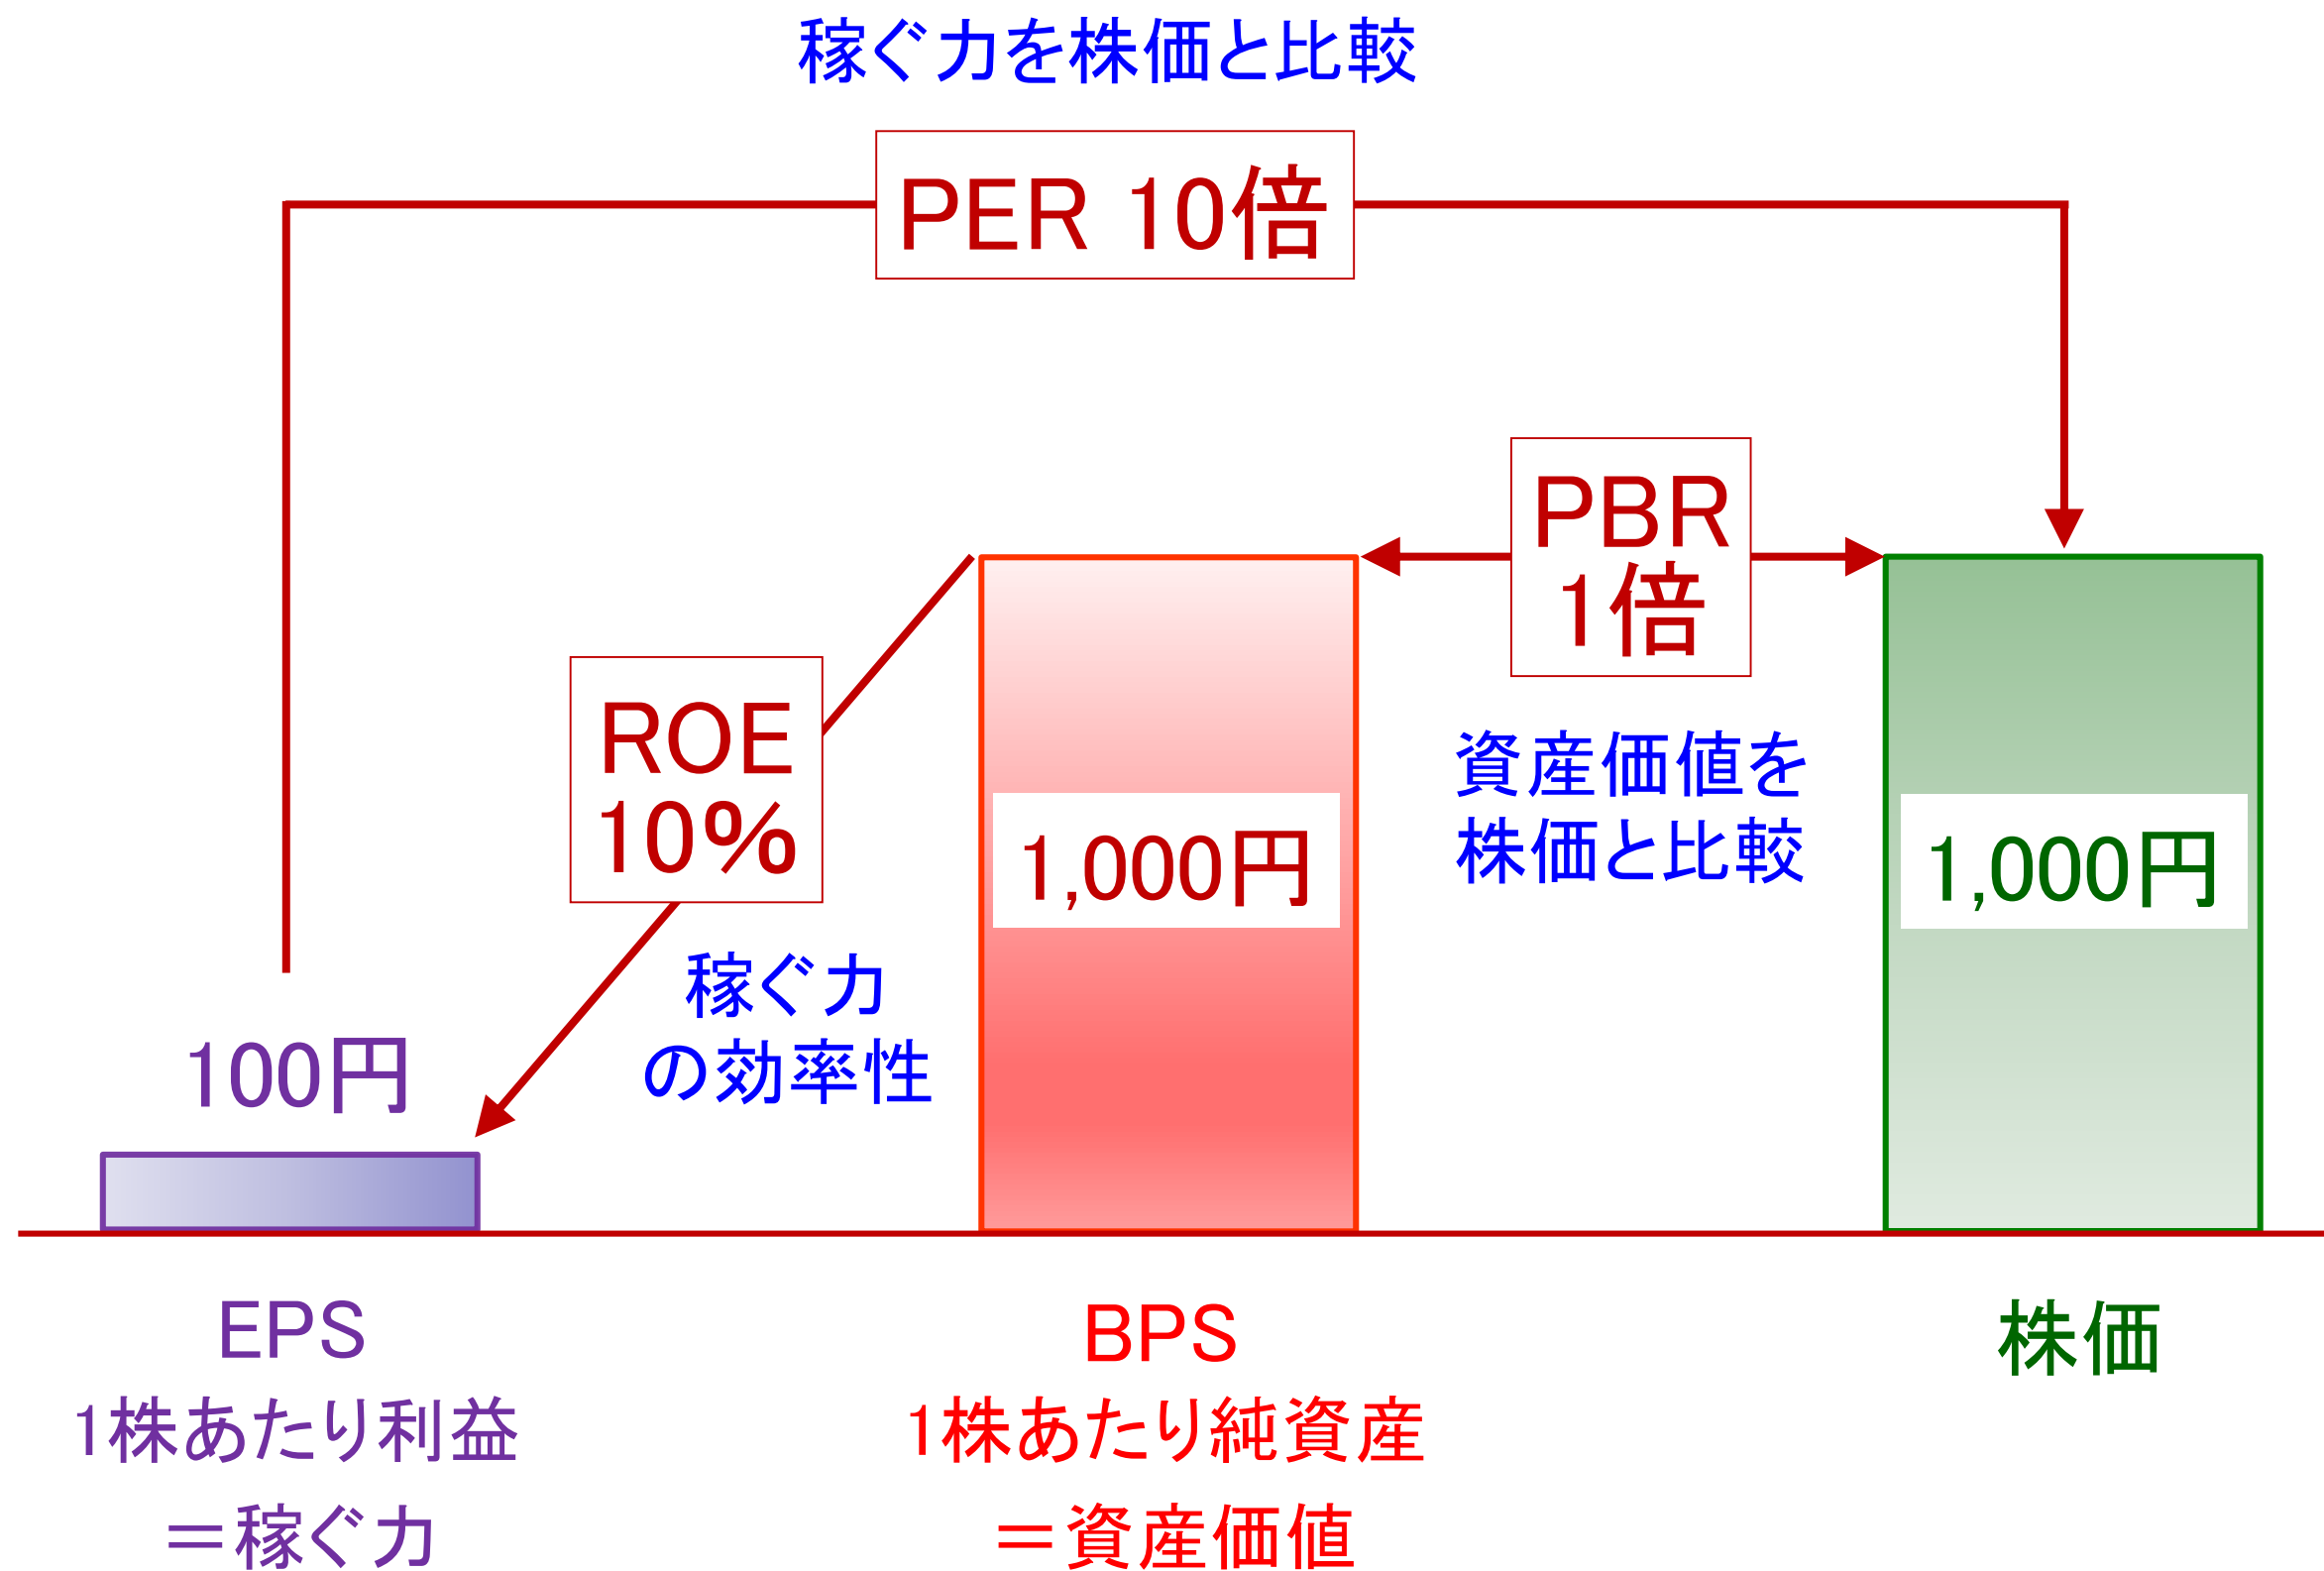 稼ぐ力を株価と比較
PER 10倍
PBR
1倍
ROE
10%
資産価値を
株価と比較
1,000円
1,000円
稼ぐ力
の効率性
100円
EPS
1株あたり利益
＝稼ぐ力
BPS
1株あたり純資産
＝資産価値
株価